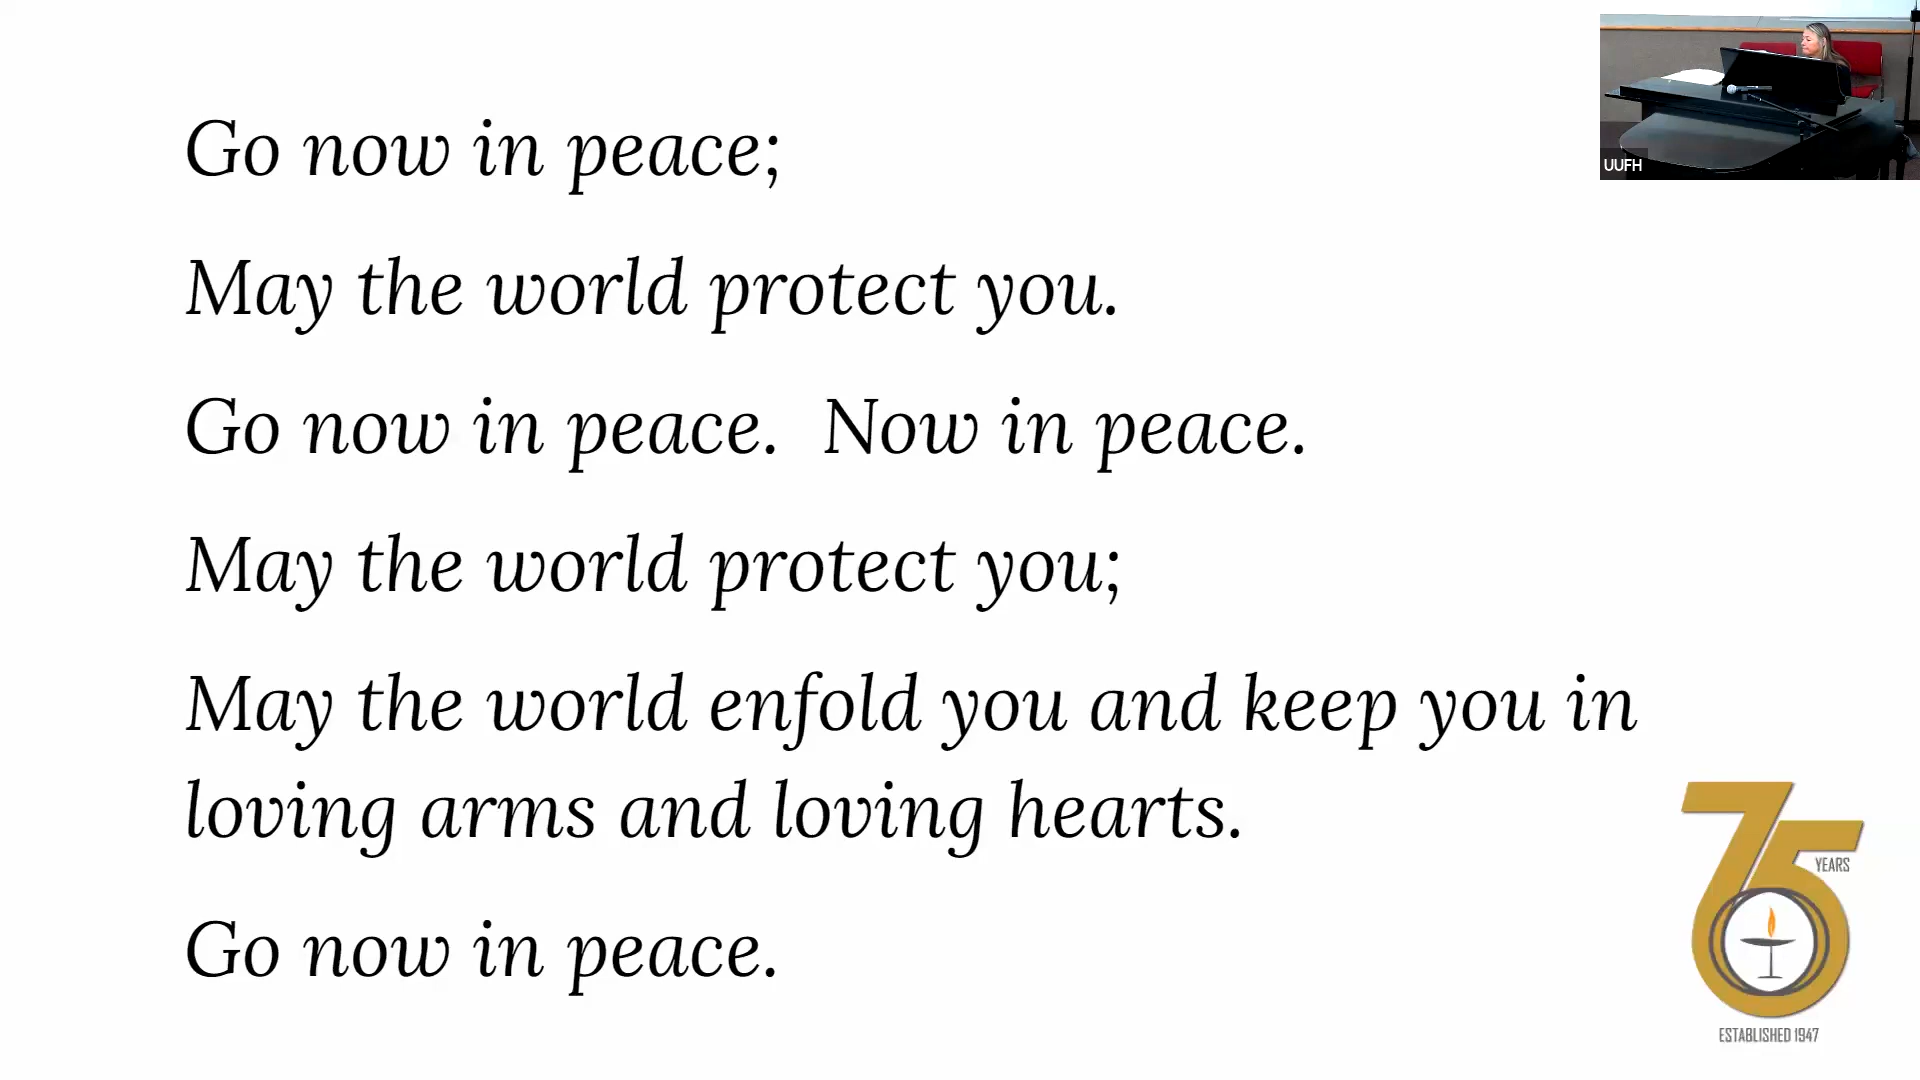 Go now in peace;
May the world protect you.
Go now in peace.  Now in peace.
May the world protect you;
May the world enfold you and keep you in
loving arms and loving hearts.
Go now in peace.
UUFH
75
YEARS
ESTABLISHED 1947